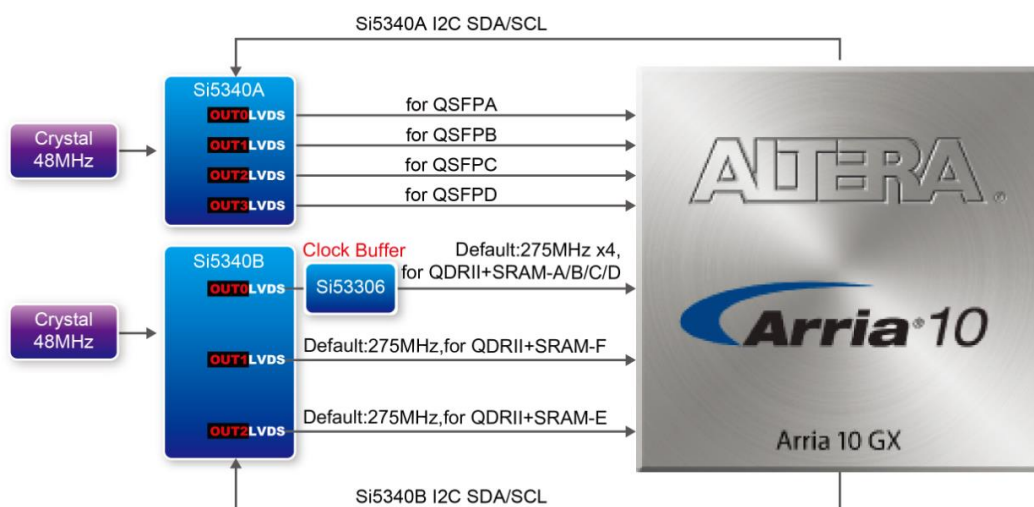 Si5340A I2C SDA/SCL
Si5340A
Crystal
48MHz
OUT0LVDS
for QSFPA
OUT1LVDS
for QSFPB
OUT2LVDS
for QSFPC
OUT3LVDS
for QSFPD
ALTERA®
Si5340B
Crystal
48MHz
OUT0LVDS
Clock Buffer
Si53306
Default:275MHz x4,
for QDRII+SRAM-A/B/C/D
Arria® 10
OUT1LVDS
Default:275MHz,for QDRII+SRAM-F
OUT2LVDS
Default:275MHz,for QDRII+SRAM-E
Arria 10 GX
Si5340B I2C SDA/SCL